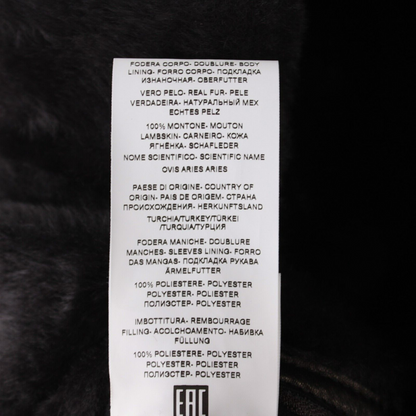 FODERA CORPO- DOUBLURE- BODY
LINING- FORRO CORPO- ПОДКЛАДКА
ИЗНАНОЧНАЯ- OBERFUTTER
VERO PELO- REAL FUR- PELE
VERDADEIRA- НАТУРАЛЬНЫЙ МЕХ
ECHTES PELZ
100% MONTONE- MOUTON
LAMBSKIN- CARNEIRO- КОЖА
ЯГНЁНКА- SCHAFLEDER
NOME SCIENTIFICO- SCIENTIFIC NAME
OVIS ARIES ARIES
PAESE DI ORIGINE- COUNTRY OF
ORIGIN- PAIS DE ORIGEM- СТРАНА
ПРОИСХОЖДЕНИЯ- HERKUNFTSLAND
TURCHIA/TURKEY/TÜRKEI
/TURQUIA/ТУРЦИЯ
FODERA MANICHE- DOUBLURE
MANCHES- SLEEVES LINING- FORRO
DAS MANGAS- ПОДКЛАДКА РУКАВА
ÄRMELFUTTER
100% POLIESTERE- POLYESTER
POLYESTER- POLIESTER
ПОЛИЭСТЕР- POLYESTER
IMBOTTITURA- REMBOURRAGE
FILLING- ACOLCHOAMENTO- НАБИВКА
FÜLLUNG
100% POLIESTERE- POLYESTER
POLYESTER- POLIESTER
ПОЛИЭСТЕР- POLYESTER
EAC